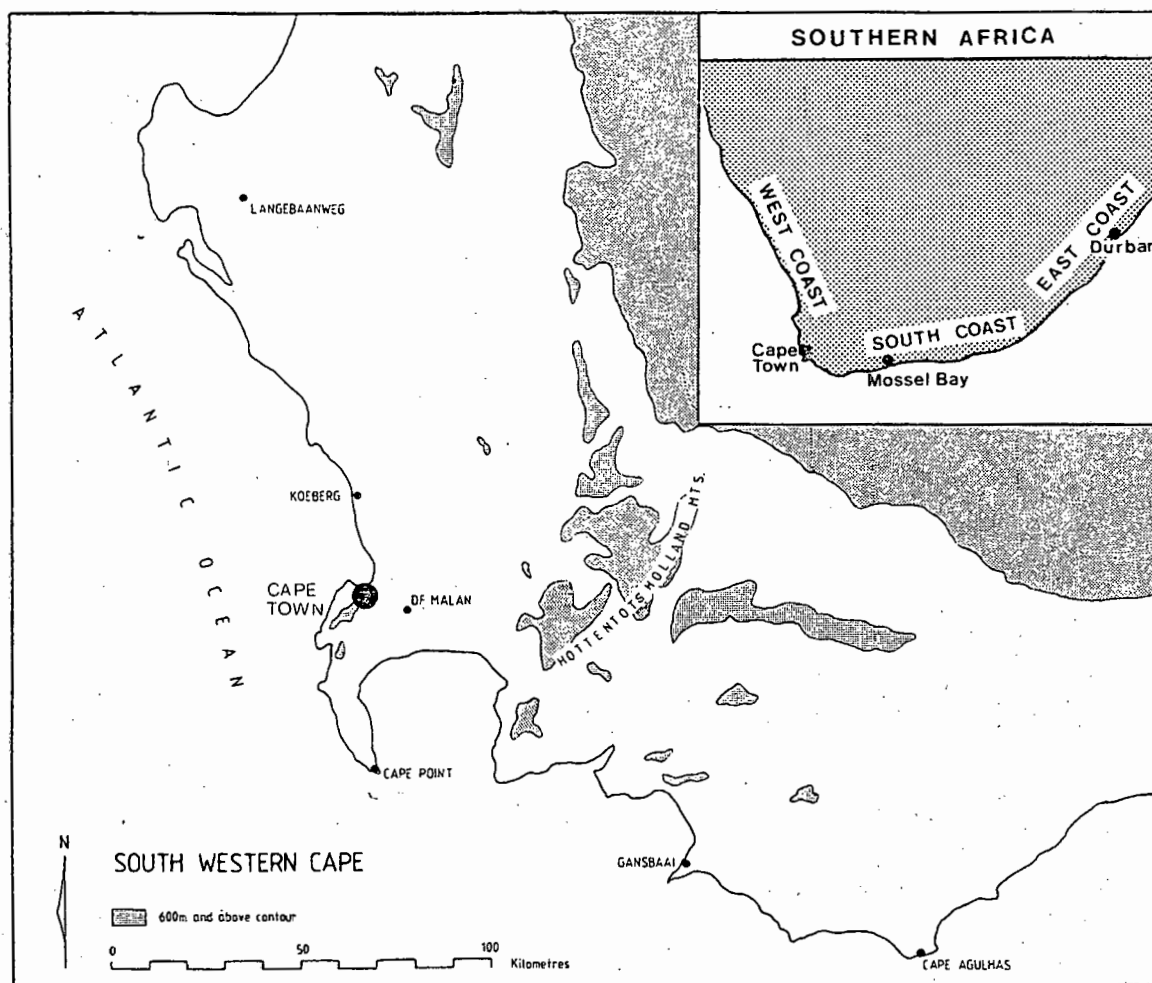 SOUTHERN AFRICA
WEST COAST
EAST COAST
Durban
SOUTH COAST
Cape
Town
Mossel Bay
LANGEBAANWEG
ATLANTIC OCEAN
KOEBERG
HOTTENTOTS HOLLAND MTS.
CAPE
TOWN
DF MALAN
CAPE POINT
GANSBAAI
CAPE AGULHAS
N
SOUTH WESTERN CAPE
600m and above contour
0 50 100
Kilometres